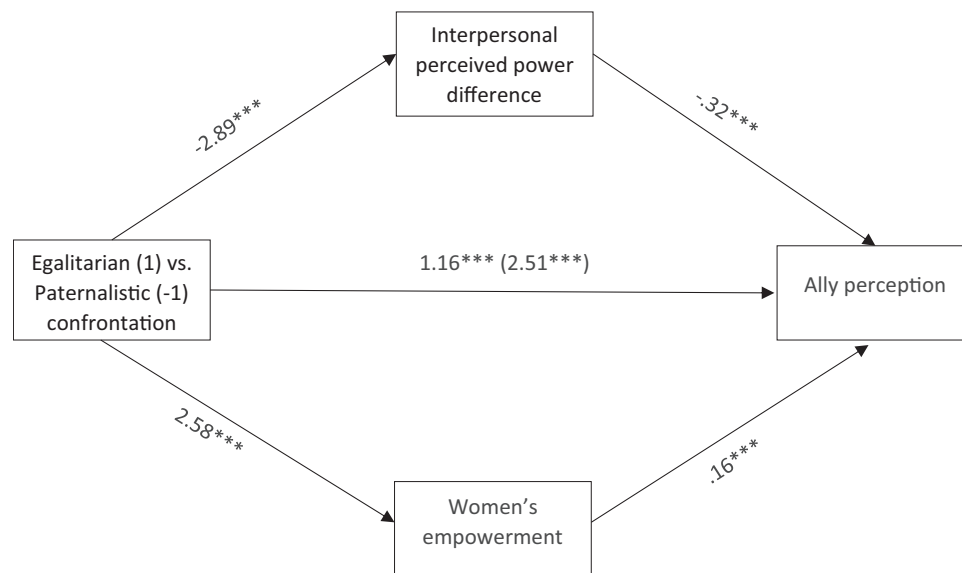 Interpersonal
perceived power
difference
-2.89***
-.32***
Egalitarian (1) vs.
Paternalistic (-1)
confrontation
1.16*** (2.51***)
Ally perception
2.58***
.16***
Women’s
empowerment